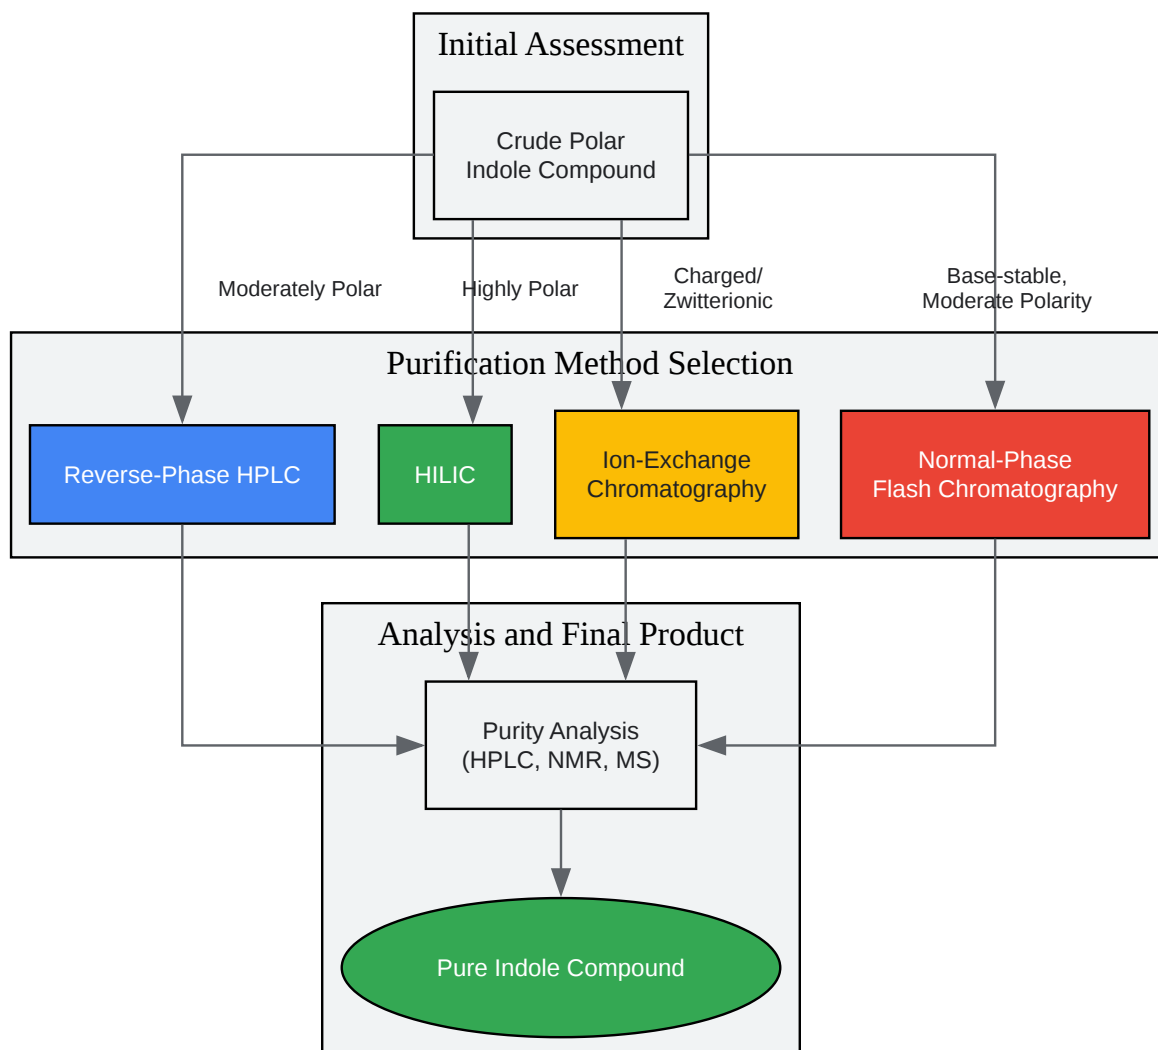 Initial Assessment
Crude Polar
Indole Compound
Moderately Polar
Highly Polar
Charged/
Zwitterionic
Base-stable,
Moderate Polarity
Purification Method Selection
Reverse-Phase HPLC
HILIC
Ion-Exchange
Chromatography
Normal-Phase
Flash Chromatography
Analysis and Final Product
Purity Analysis
(HPLC, NMR, MS)
Pure Indole Compound